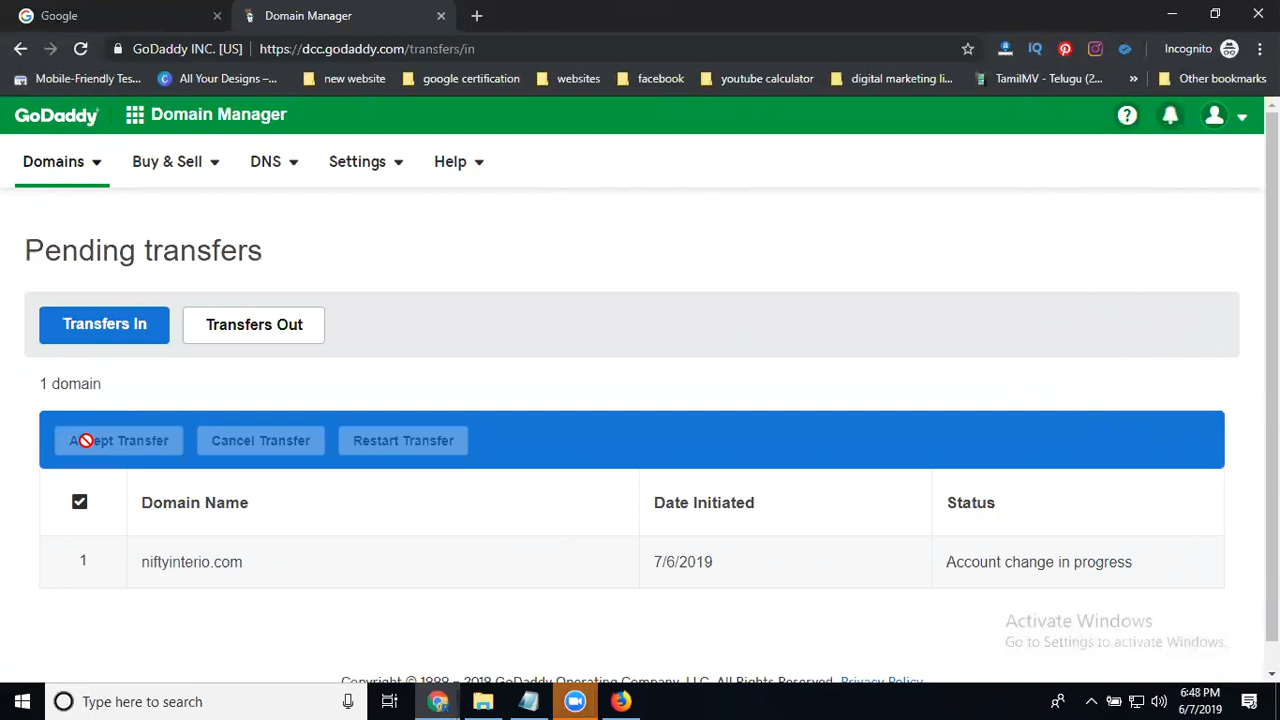 Google
Domain Manager
GoDaddy INC. [US] https://dcc.godaddy.com/transfers/in
Incognito
Mobile-Friendly Tes...
All Your Designs –...
new website
google certification
websites
facebook
youtube calculator
digital marketing li...
TamilMV - Telugu (2...
»
Other bookmarks
GoDaddy
Domain Manager
Domains
Buy & Sell
DNS
Settings
Help
Pending transfers
Transfers In
Transfers Out
1 domain
Accept Transfer
Cancel Transfer
Restart Transfer
Domain Name
Date Initiated
Status
1
niftyinterio.com
7/6/2019
Account change in progress
Activate Windows
Go to Settings to activate Windows.
Copyright © 1999 – 2019 GoDaddy Operating Company, LLC. All Rights Reserved. Privacy Policy
Type here to search
6:48 PM
6/7/2019